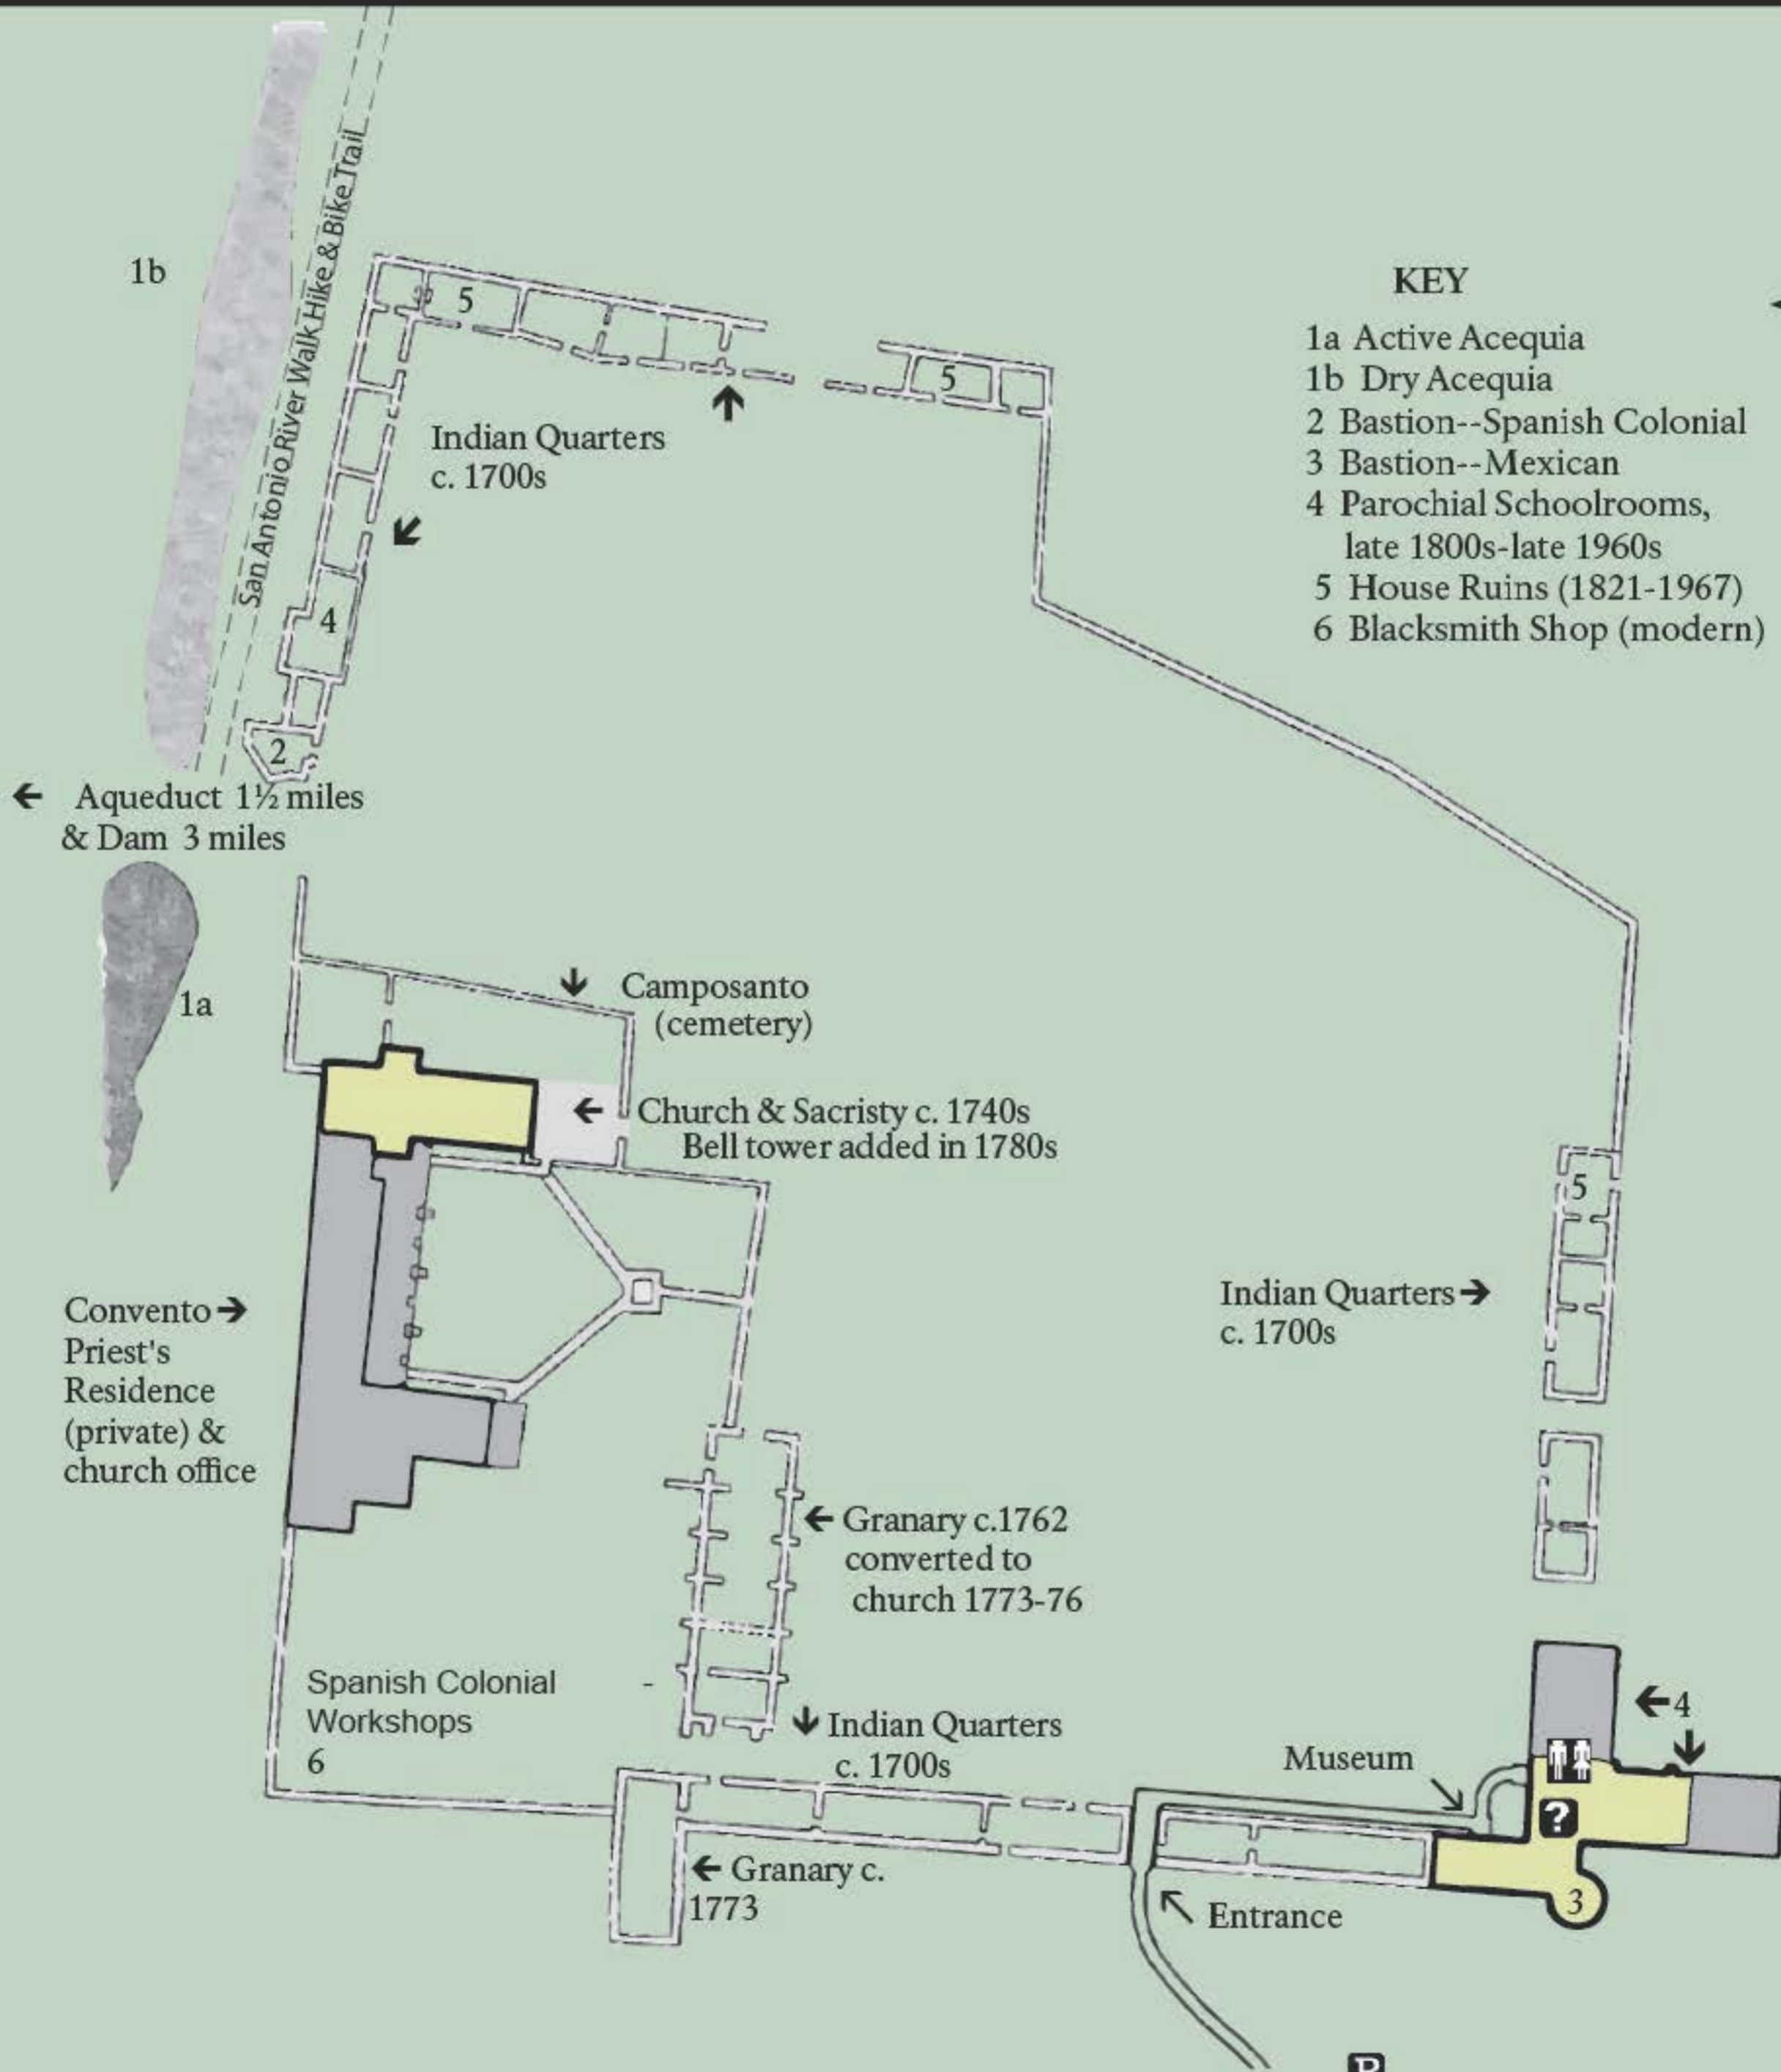 San Antonio River Walk Hike & Bike Trail
1b
5
5
KEY
1a Active Acequia
1b Dry Acequia
2 Bastion--Spanish Colonial
3 Bastion--Mexican
4 Parochial Schoolrooms,
late 1800s-late 1960s
5 House Ruins (1821-1967)
6 Blacksmith Shop (modern)
Indian Quarters
c. 1700s
4
2
← Aqueduct 1½ miles
& Dam 3 miles
1a
Camposanto
(cemetery)
Church & Sacristy c. 1740s
Bell tower added in 1780s
5
Convento →
Priest's
Residence
(private) &
church office
Indian Quarters →
c. 1700s
← Granary c.1762
converted to
church 1773-76
Spanish Colonial -
Workshops
6
Indian Quarters
c. 1700s
← 4
Museum
?
← Granary c.
1773
Entrance
3